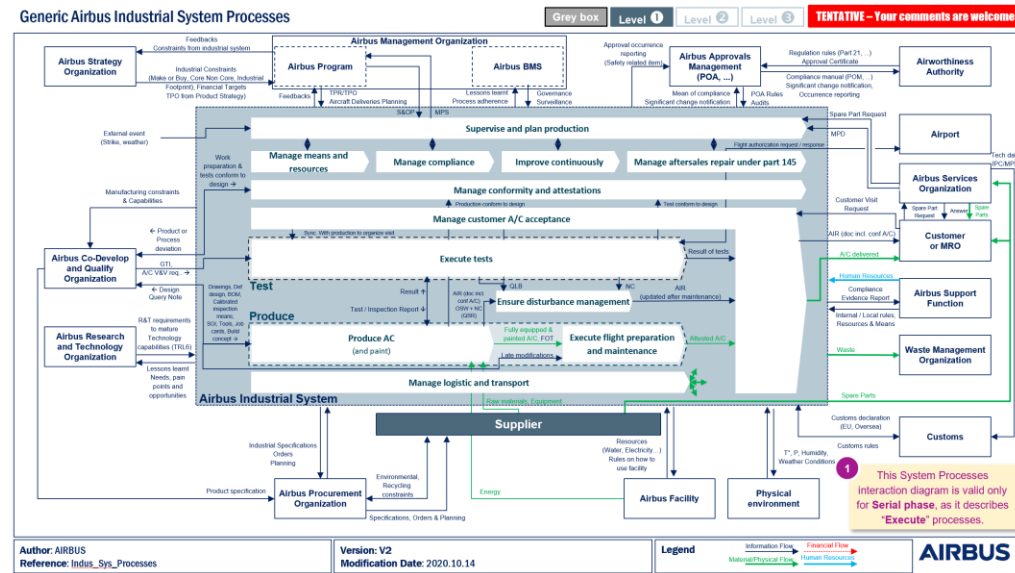 Generic Airbus Industrial System Processes
Grey box
Level 1
Level 2
Level 3
TENTATIVE – Your comments are welcome
Airbus Strategy
Organization
Feedbacks
Constraints from industrial system
Industrial Constraints
(Make or Buy, Core Non Core, Industrial
Footprint), Financial Targets
TPO from Product Strategy)
Airbus Management Organization
Airbus Program
Airbus BMS
Feedbacks
TPR/TPO
Aircraft Deliveries Planning
Lessons learnt
Process adherence
Governance
Surveillance
Approval occurrence
reporting
(Safety related item)
Airbus Approvals
Management
(POA, ...)
Mean of compliance
Significant change notification
POA Rules
Audits
Regulation rules (Part 21, ...)
Approval Certificate
Compliance manual (POM, ...)
Significant change notification,
Occurrence reporting
Airworthiness
Authority
S&OP
MPS
External event
(Strike, weather)
Supervise and plan production
Spare Part Request
MPD
Flight authorization request / response
Airport
Work
preparation &
tests conform to
design →
Manage means and
resources
Manage compliance
Improve continuously
Manage aftersales repair under part 145
Tech data
Airbus Services
Organization
Manufacturing constraints
& Capabilities
Manage conformity and attestations
Production conform to design
Test conform to design
Customer Visit
Request
Spare Part
Request
Answer
Spare
Parts
Manage customer A/C acceptance
Sync. With production to organize visit
AIR (doc incl. conf A/C)
Customer
or MRO
← Product or
Process
deviation
Airbus Co-Develop
and Qualify
Organization
GTI,
A/C V&V req. →
← Design
Query Note
Execute tests
Result of tests
A/C delivered
Test
Human Resources
Drawings, Def
design, BOM,
Calibrated
inspection
means,
SOI, Tools, Job
cards, Build
concept →
Result ↑
AIR (doc incl
conf A/C)
OSW + NC
(QSR)
QLB
NC
AIR
(updated after maintenance)
Ensure disturbance management
Compliance
Evidence Report
Airbus Support
Function
Test / Inspection Report ↓
Internal / Local rules,
Resources & Means
Produce
R&T requirements
to mature
Technology
capabilities (TRL6)
Airbus Research
and Technology
Organization
Produce AC
(and paint)
Fully equipped &
painted A/C, FOT
Execute flight preparation
and maintenance
Attested A/C
Late modifications
Waste
Waste Management
Organization
Lessons learnt
Needs, pain
points and
opportunities
Manage logistic and transport
Airbus Industrial System
Raw materials, Equipment
Spare Parts
Supplier
Customs declaration
(EU, Oversea)
Customs rules
Customs
Industrial Specifications
Orders
Planning
Resources
(Water, Electricity...)
Rules on how to
use facility
T°, P, Humidity,
Weather Conditions
Environmental,
Recycling
constraints
Product specification
Airbus Procurement
Organization
Energy
Airbus Facility
Physical
environment
Specifications, Orders & Planning
1
This System Processes
interaction diagram is valid only
for Serial phase, as it describes
“Execute” processes.
Author: AIRBUS
Reference: Indus_Sys_Processes
Version: V2
Modification Date: 2020.10.14
Legend
Information Flow
Financial Flow
Material/Physical Flow
Human Resources
AIRBUS